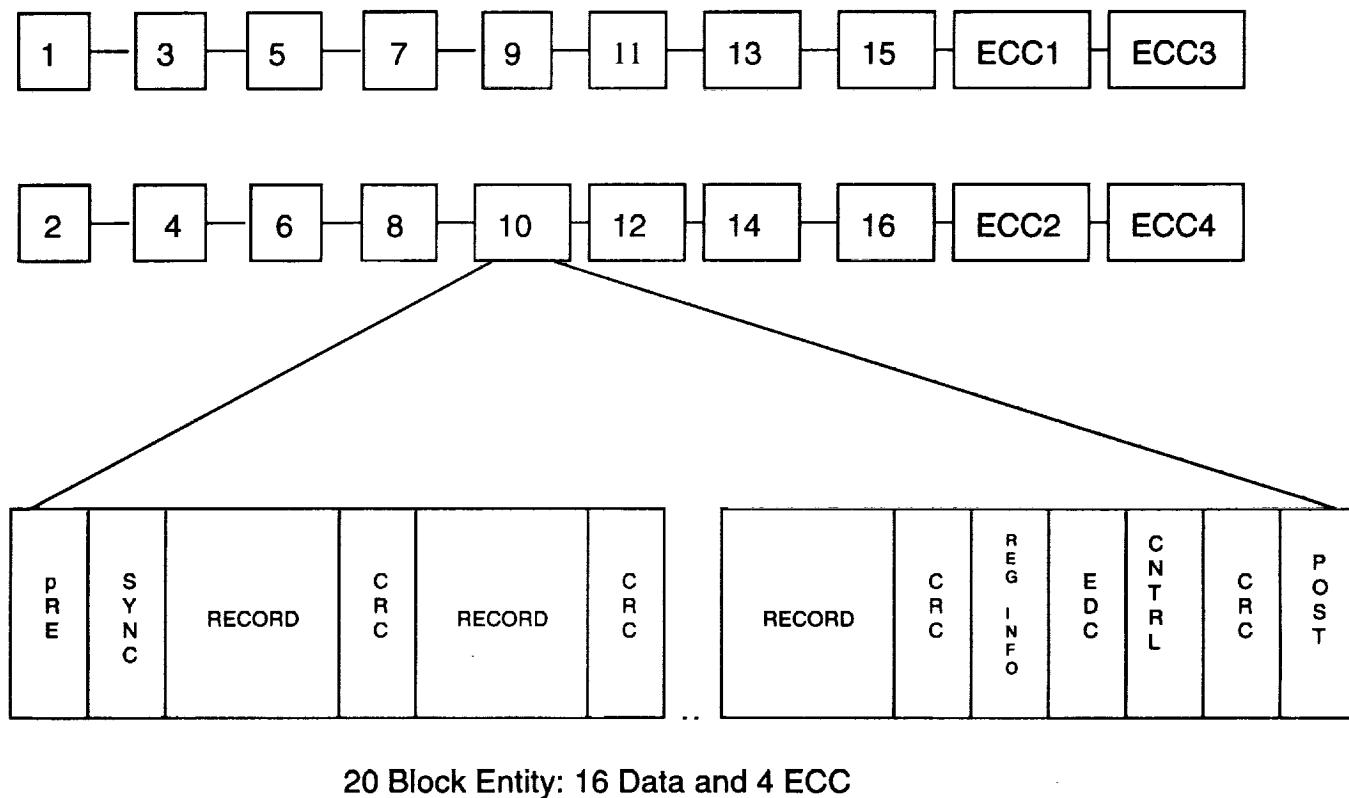 1 3 5 7 9 11 13 15 ECC1 ECC3
2 4 6 8 10 12 14 16 ECC2 ECC4
pRE SYNC RECORD CRC RECORD CRC .. RECORD CRC REG INFO EDC CNTRL CRC POST
20 Block Entity: 16 Data and 4 ECC